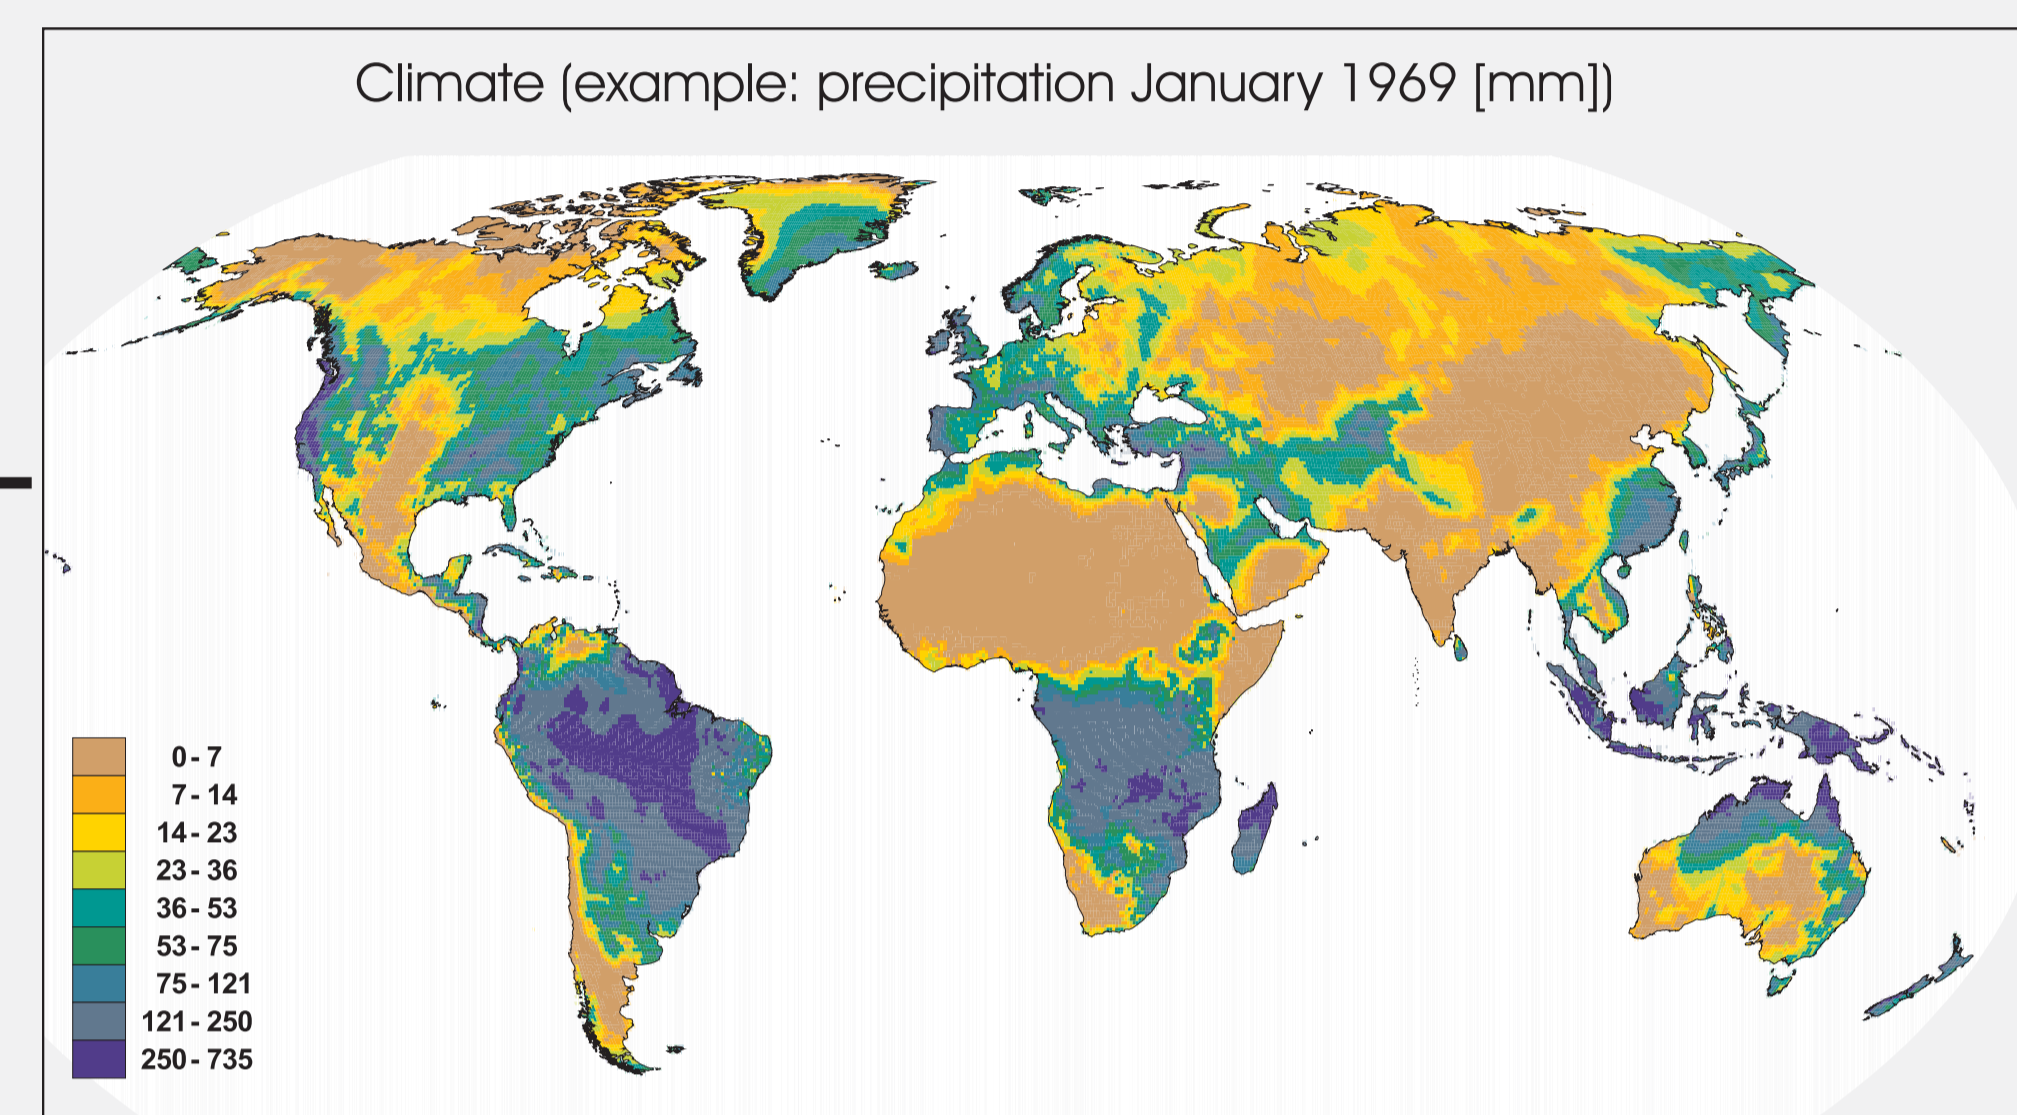 Climate (example: precipitation January 1969 [mm])
0 - 7
7 - 14
14 - 23
23 - 36
36 - 53
53 - 75
75 - 121
121 - 250
250 - 735